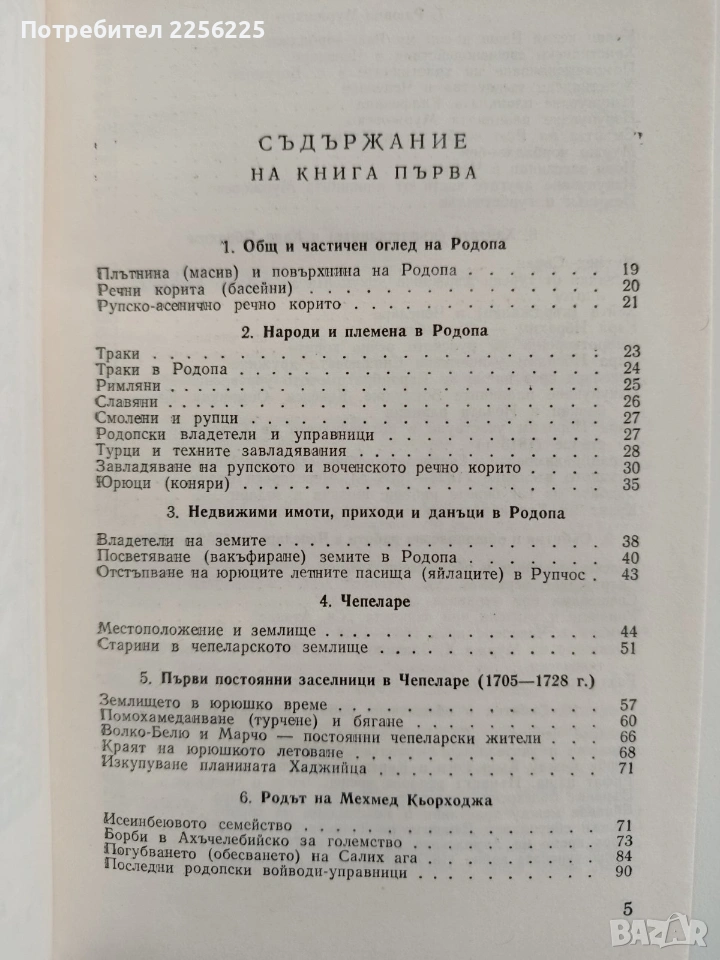 Потребител 2256225
СЪДЪРЖАНИЕ
НА КНИГА ПЪРВА
1. Общ и частичен оглед на Родопа
Плътнина (масив) и повърхнина на Родопа . . . . . . . 19
Речни корита (басейни) . . . . . . . . . . . . . . . . 20
Рупско-асенично речно корито . . . . . . . . . . . . . 21
2. Народи и племена в Родопа
Траки . . . . . . . . . . . . . . . . . . . . . . . . 23
Траки в Родопа . . . . . . . . . . . . . . . . . . . . 24
Римляни . . . . . . . . . . . . . . . . . . . . . . . 25
Славяни . . . . . . . . . . . . . . . . . . . . . . . 26
Смолени и рупци . . . . . . . . . . . . . . . . . . . 27
Родопски владетели и управници . . . . . . . . . . . . 27
Турци и техните завладявания . . . . . . . . . . . . . 28
Завладяване на рупското и воченското речно корито . . . . 30
Юрюци (коняри) . . . . . . . . . . . . . . . . . . . . 35
3. Недвижими имоти, приходи и данъци в Родопа
Владетели на земите . . . . . . . . . . . . . . . . . 38
Посветяване (вакъфиране) земите в Родопа . . . . . . . 40
Отстъпване на юрюците летните пасища (яйлаците) в Рупчос . 43
4. Чепеларе
Местоположение и землище . . . . . . . . . . . . . . . 44
Старини в чепеларското землище . . . . . . . . . . . . 51
5. Първи постоянни заселници в Чепеларе (1705—1728 г.)
Землището в юрюшко време . . . . . . . . . . . . . . . 57
Помохамеданване (турчене) и бягане . . . . . . . . . . 60
Волко-Белю и Марчо — постоянни чепеларски жители . . . . 66
Краят на юрюшкото летоване . . . . . . . . . . . . . . 68
Изкупуване планината Хаджийца . . . . . . . . . . . . 71
6. Родът на Мехмед Кьорходжа
Исеинбеювото семейство . . . . . . . . . . . . . . . . 71
Борби в Ахъчелебийско за големство . . . . . . . . . . 73
Погубването (обесването) на Салих ага . . . . . . . . . 84
Последни родопски войводи-управници . . . . . . . . . . 90
5
BAZAR